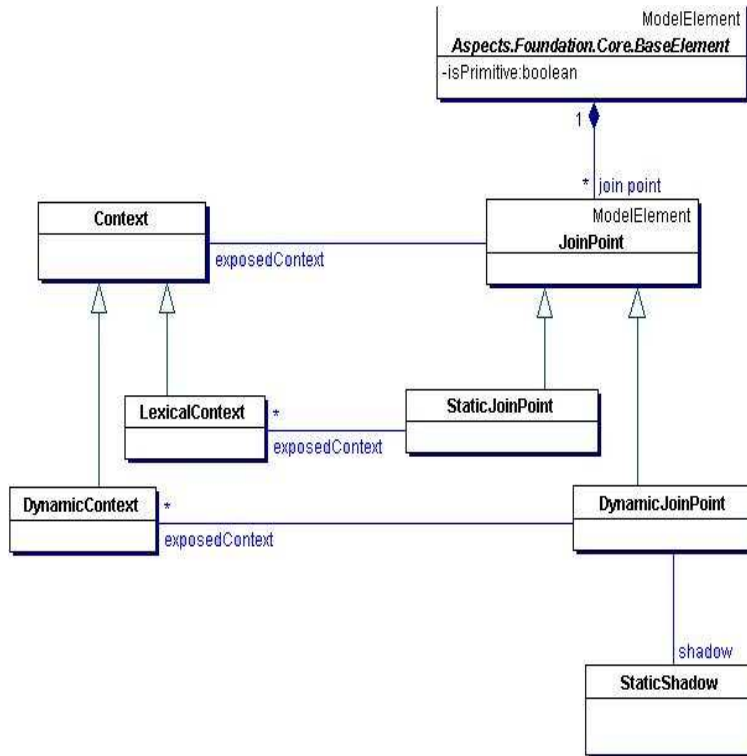 ModelElement
Aspects.Foundation.Core.BaseElement
-isPrimitive:boolean
1
* join point
Context
ModelElement
JoinPoint
exposedContext
LexicalContext
*
StaticJoinPoint
exposedContext
DynamicContext
*
DynamicJoinPoint
exposedContext
shadow
StaticShadow